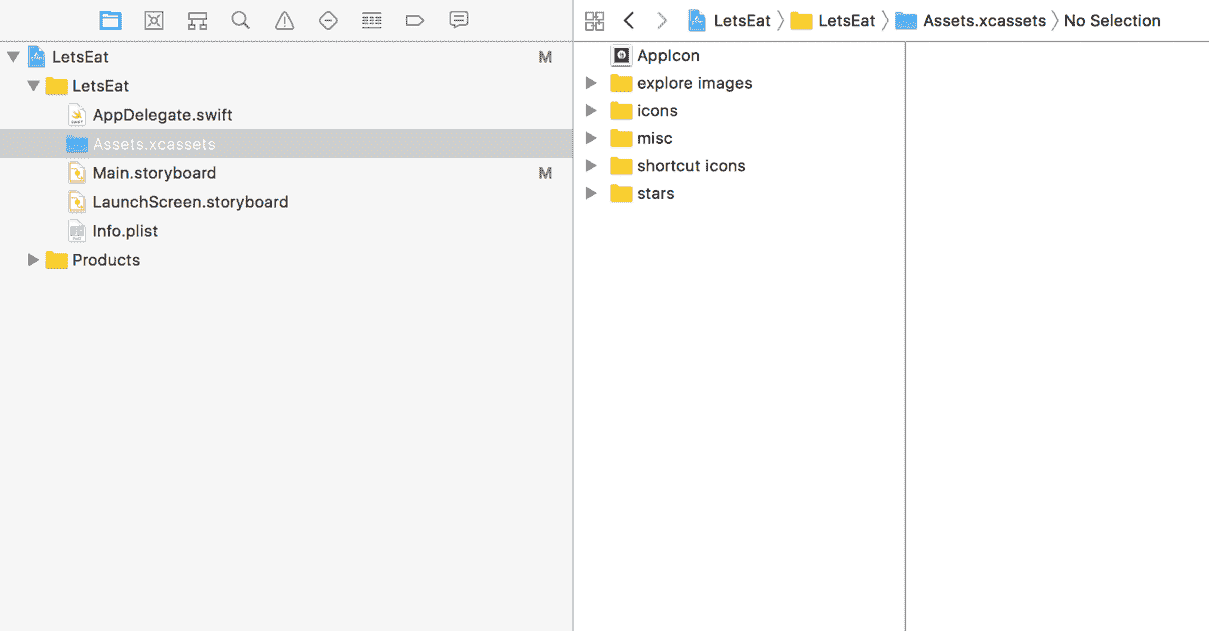 LetsEat > LetsEat > Assets.xcassets > No Selection
LetsEat M
LetsEat
AppDelegate.swift
Assets.xcassets
Main.storyboard M
LaunchScreen.storyboard
Info.plist
Products
AppIcon
explore images
icons
misc
shortcut icons
stars